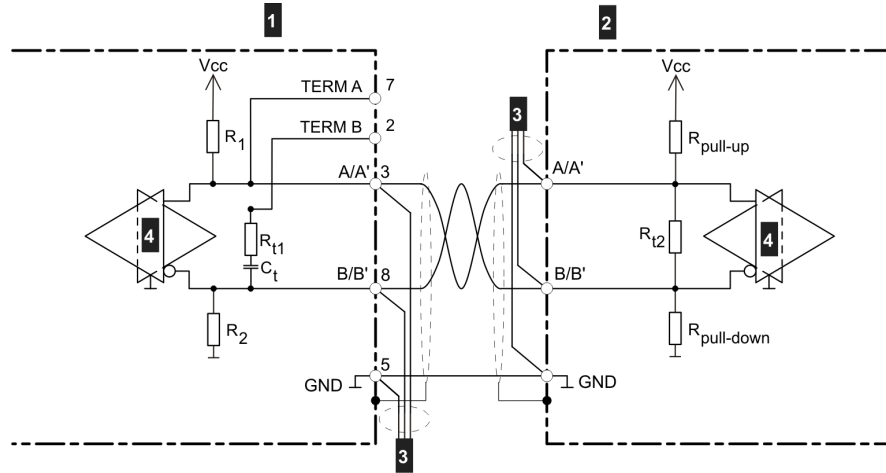 1
2
Vcc
TERM A
7
TERM B
2
R1
A/A'
3
Rt1
Ct
4
B/B'
8
R2
5
GND
3
3
Vcc
Rpull-up
A/A'
Rt2
4
B/B'
Rpull-down
GND